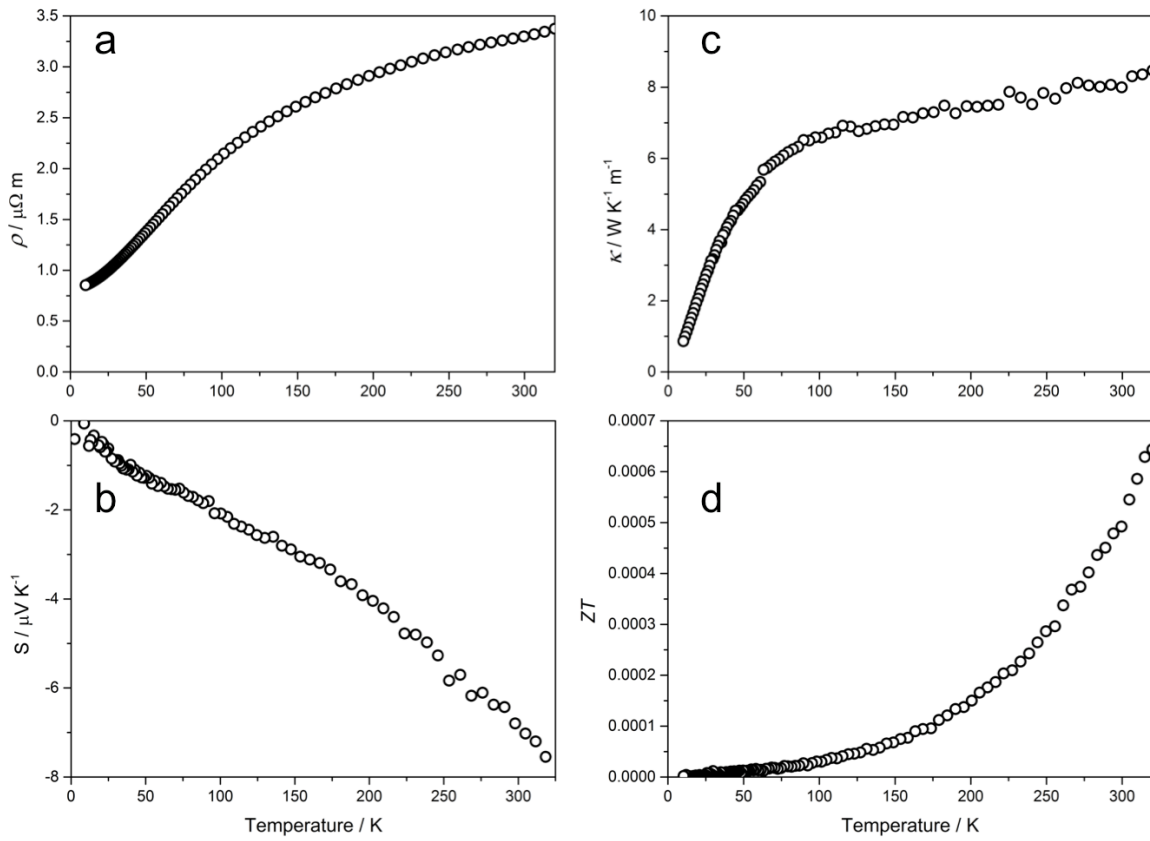 a
3.5
3.0
2.5
2.0
1.5
1.0
0.5
0.0
ρ / μΩ m
0 50 100 150 200 250 300
c
10
8
6
4
2
0
κ / W K⁻¹ m⁻¹
0 50 100 150 200 250 300
b
0
-2
-4
-6
-8
S / μV K⁻¹
0 50 100 150 200 250 300
Temperature / K
d
0.0007
0.0006
0.0005
0.0004
0.0003
0.0002
0.0001
0.0000
ZT
0 50 100 150 200 250 300
Temperature / K